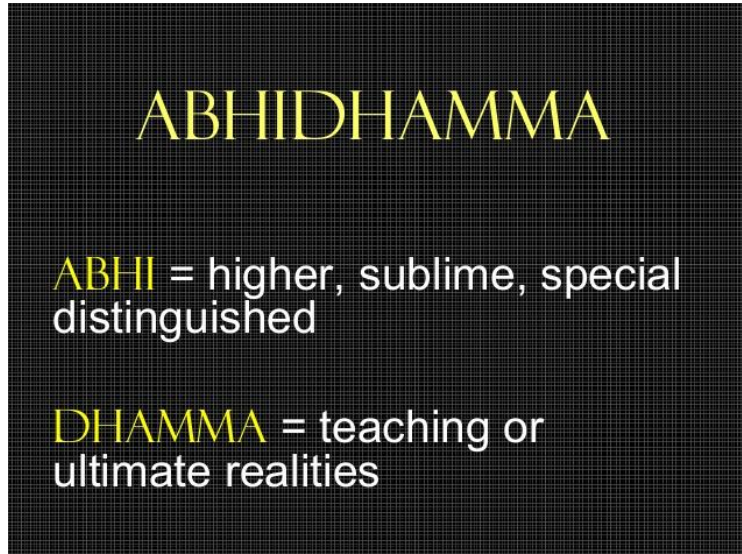 ABHIDHAMMA
ABHI = higher, sublime, special
distinguished
DHAMMA = teaching or
ultimate realities